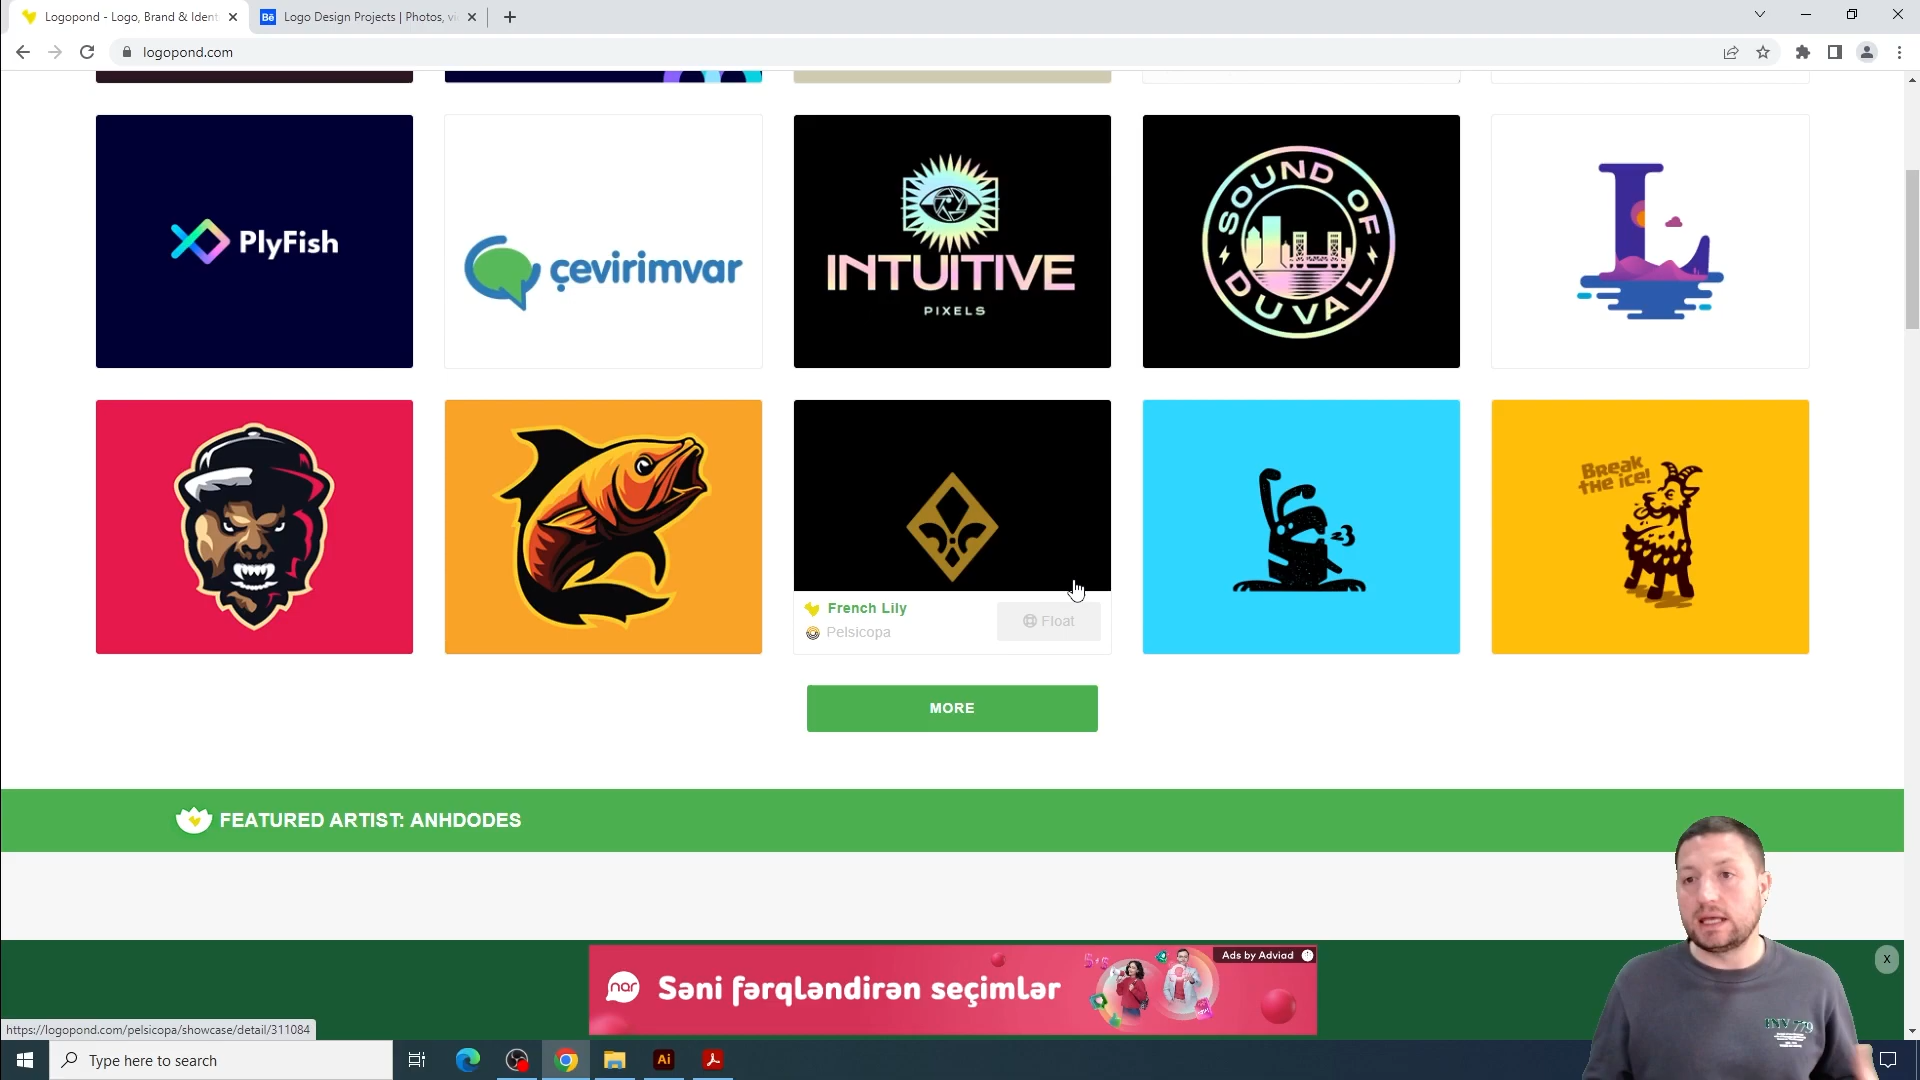 Logopond - Logo, Brand & Ident
Logo Design Projects | Photos, vi
logopond.com
PlyFish
çevirimvar
INTUITIVE
PIXELS
SOUND OF
DUVAL
L
Break
the ice!
French Lily
Pelsicopa
Float
MORE
FEATURED ARTIST: ANHDODES
nar
Səni fərqləndirən seçimlər
Ads by Adviad
X
https://logopond.com/pelsicopa/showcase/detail/311084
Type here to search
Ai